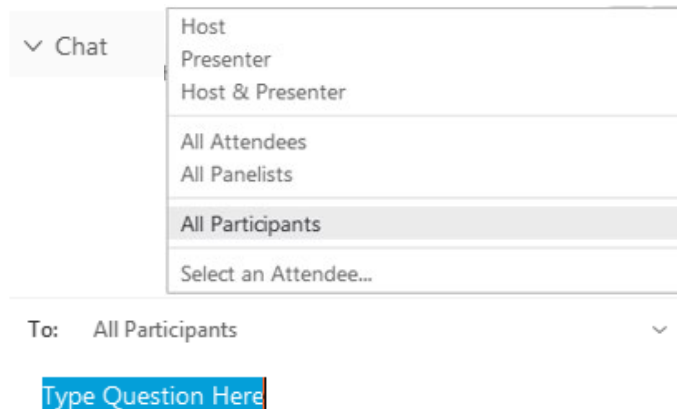 Chat
Host
Presenter
Host & Presenter
All Attendees
All Panelists
All Participants
Select an Attendee...
To: All Participants
Type Question Here